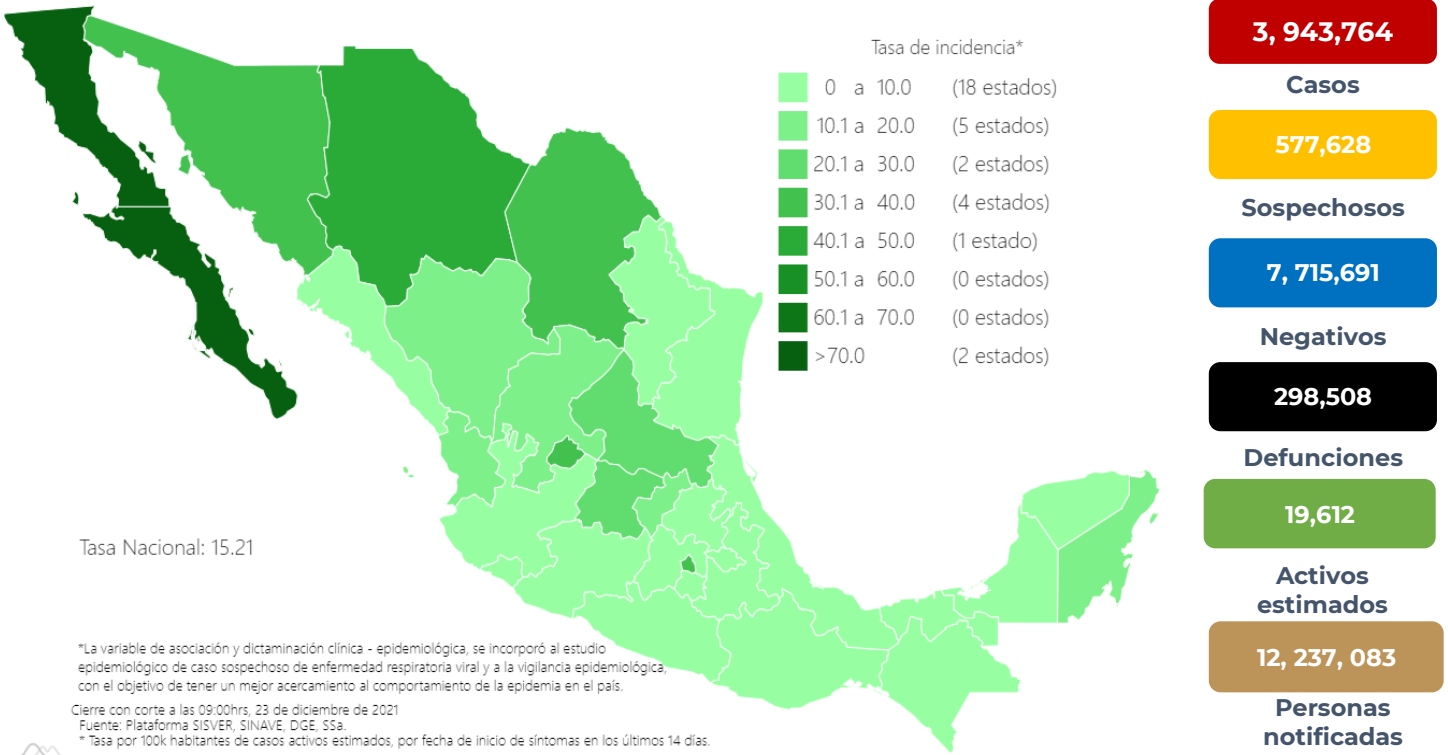 Tasa de incidencia*
0 a 10.0 (18 estados)
10.1 a 20.0 (5 estados)
20.1 a 30.0 (2 estados)
30.1 a 40.0 (4 estados)
40.1 a 50.0 (1 estado)
50.1 a 60.0 (0 estados)
60.1 a 70.0 (0 estados)
>70.0 (2 estados)
Tasa Nacional: 15.21
*La variable de asociación y dictaminación clínica - epidemiológica, se incorporó al estudio
epidemiológico de caso sospechoso de enfermedad respiratoria viral y a la vigilancia epidemiológica,
con el objetivo de tener un mejor acercamiento al comportamiento de la epidemia en el país.
Cierre con corte a las 09:00hrs, 23 de diciembre de 2021
Fuente: Plataforma SISVER, SINAVE, DGE, SSa.
* Tasa por 100k habitantes de casos activos estimados, por fecha de inicio de síntomas en los últimos 14 días.
3, 943,764
Casos
577,628
Sospechosos
7, 715,691
Negativos
298,508
Defunciones
19,612
Activos
estimados
12, 237, 083
Personas
notificadas